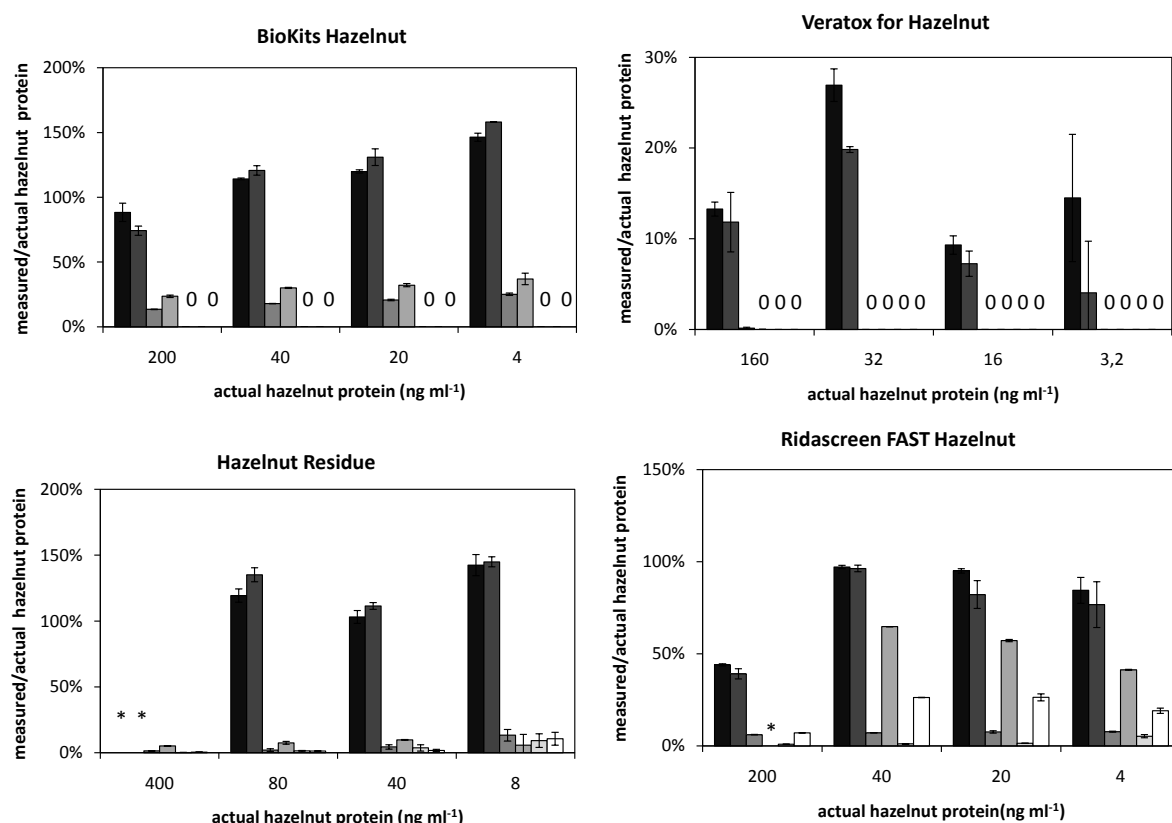 BioKits Hazelnut
measured/actual hazelnut protein
200%
150%
100%
50%
0%
0 0
0 0
0 0
0 0
200
40
20
4
actual hazelnut protein (ng ml-1)
Veratox for Hazelnut
measured/actual hazelnut protein
30%
20%
10%
0%
0 0 0
0 0 0 0
0 0 0 0
0 0 0 0
160
32
16
3,2
actual hazelnut protein (ng ml-1)
Hazelnut Residue
measured/actual hazelnut protein
200%
150%
100%
50%
0%
* *
400
80
40
8
actual hazelnut protein (ng ml-1)
Ridascreen FAST Hazelnut
measured/actual hazelnut protein
150%
100%
50%
0%
*
200
40
20
4
actual hazelnut protein(ng ml-1)